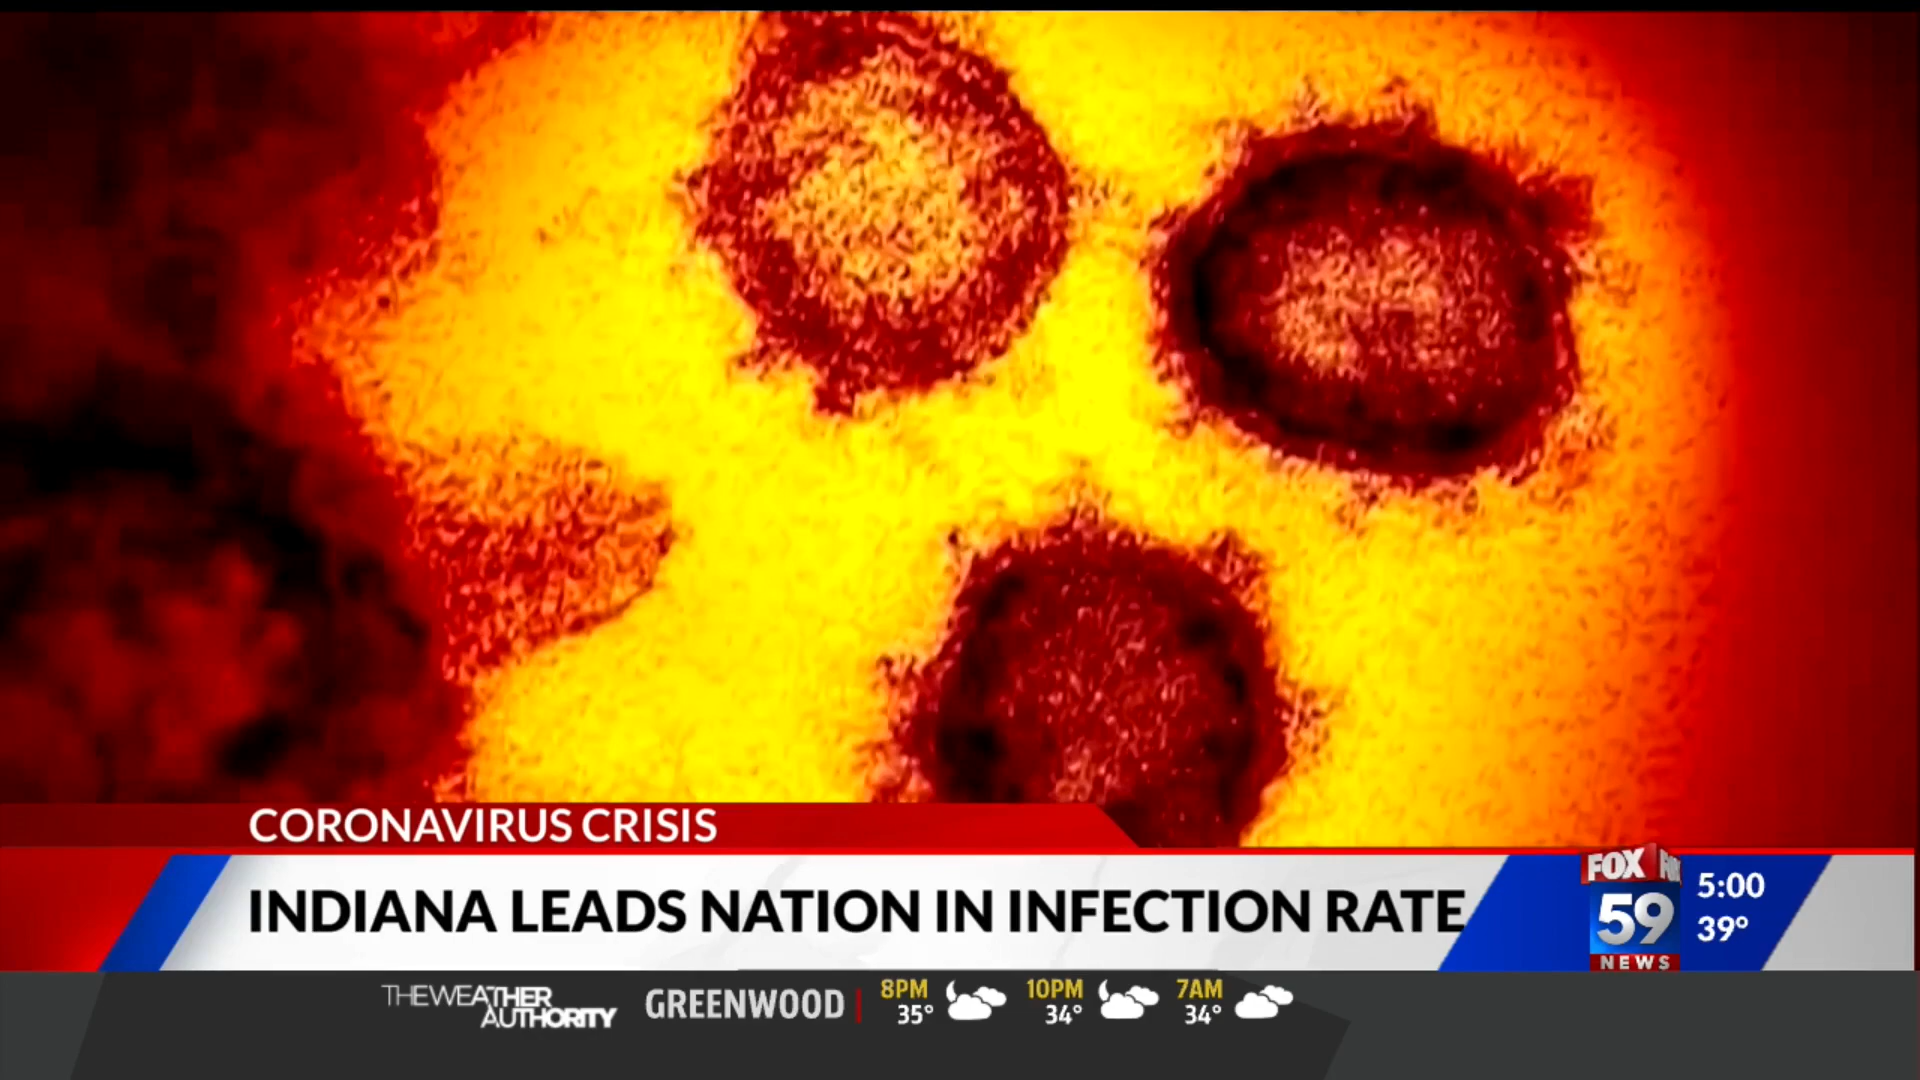 CORONAVIRUS CRISIS
INDIANA LEADS NATION IN INFECTION RATE
FOX
59
NEWS
5:00
39°
THE WEATHER
AUTHORITY
GREENWOOD
8PM
35°
10PM
34°
7AM
34°